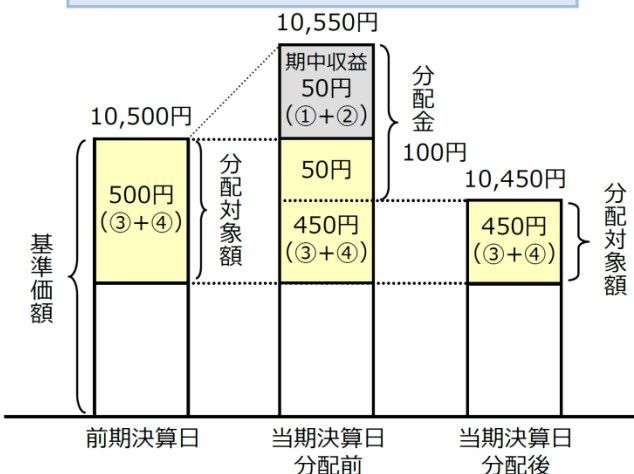 10,550円
期中収益
50円
(①+②)
分配金
100円
10,500円
500円
(③+④)
分配対象額
50円
450円
(③+④)
10,450円
450円
(③+④)
分配対象額
基準価額
前期決算日
当期決算日
分配前
当期決算日
分配後